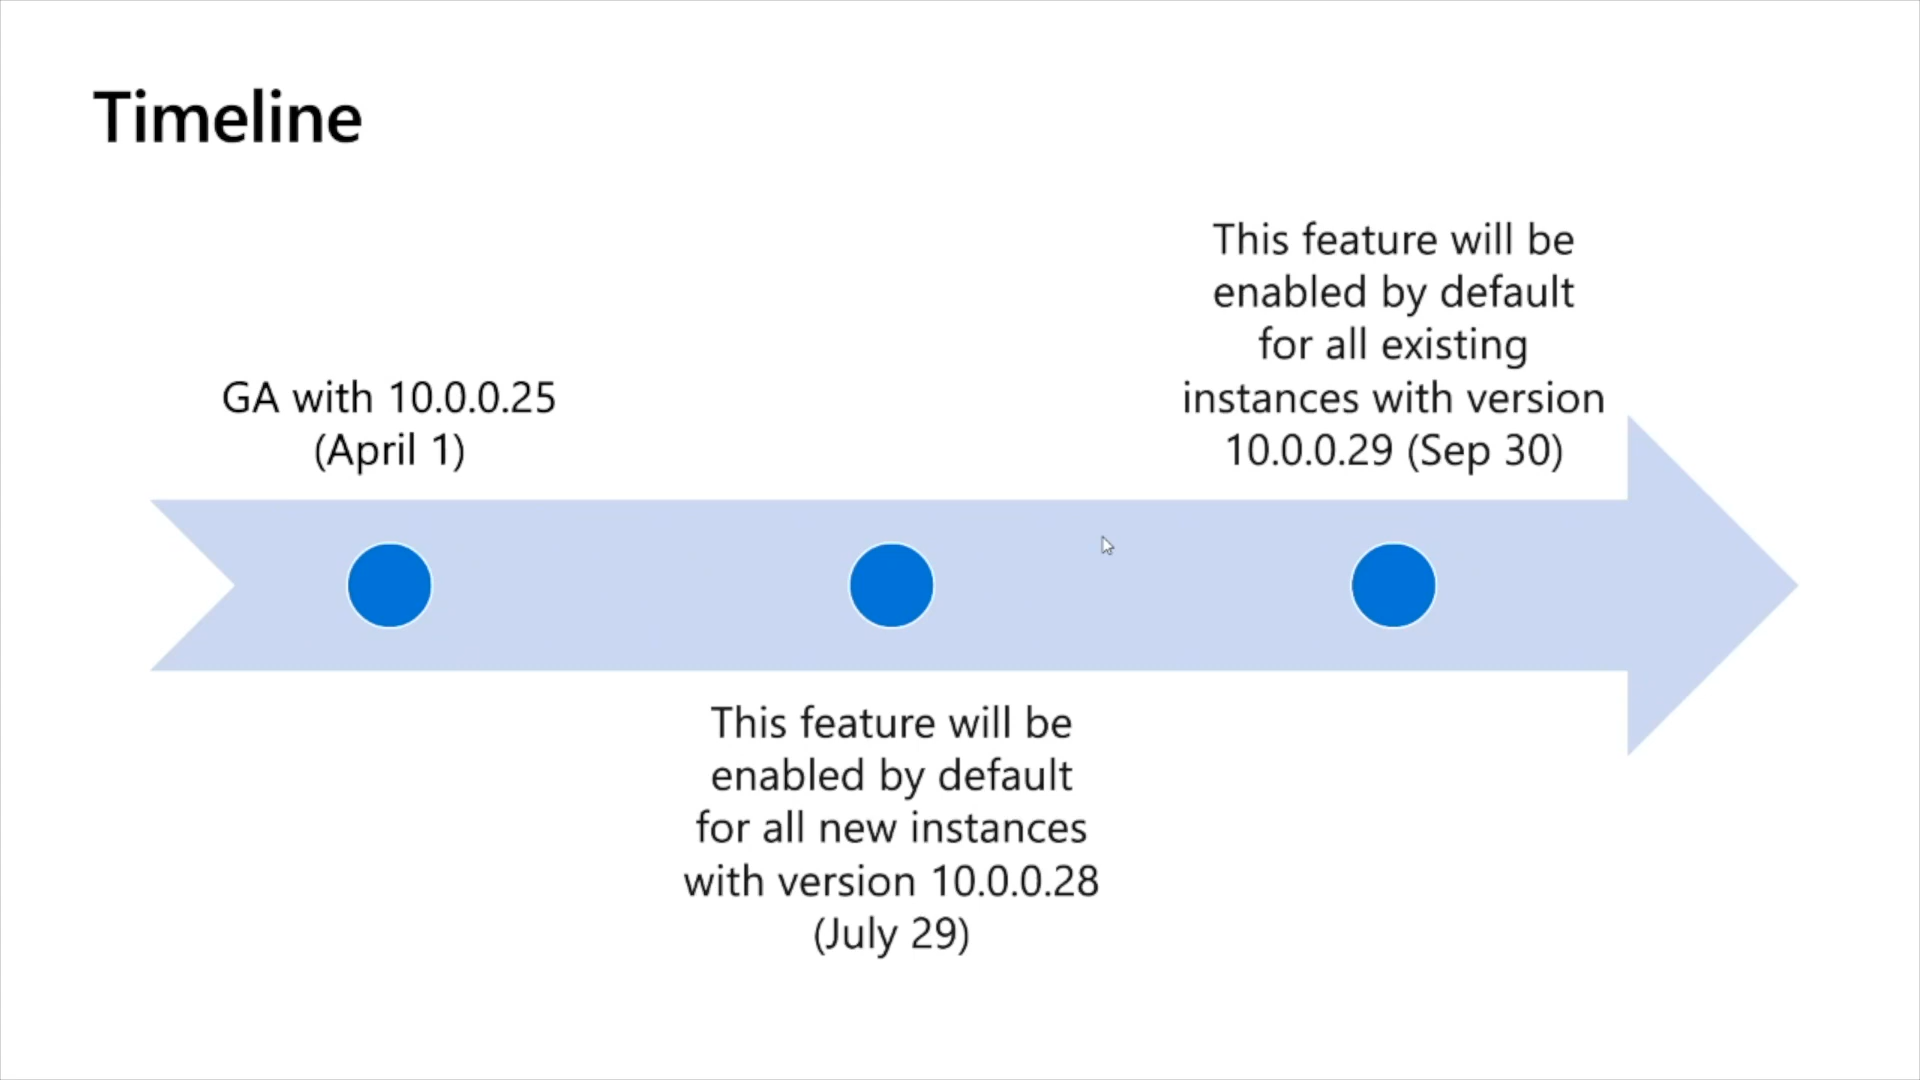 Timeline
GA with 10.0.0.25
(April 1)
This feature will be
enabled by default
for all new instances
with version 10.0.0.28
(July 29)
This feature will be
enabled by default
for all existing
instances with version
10.0.0.29 (Sep 30)